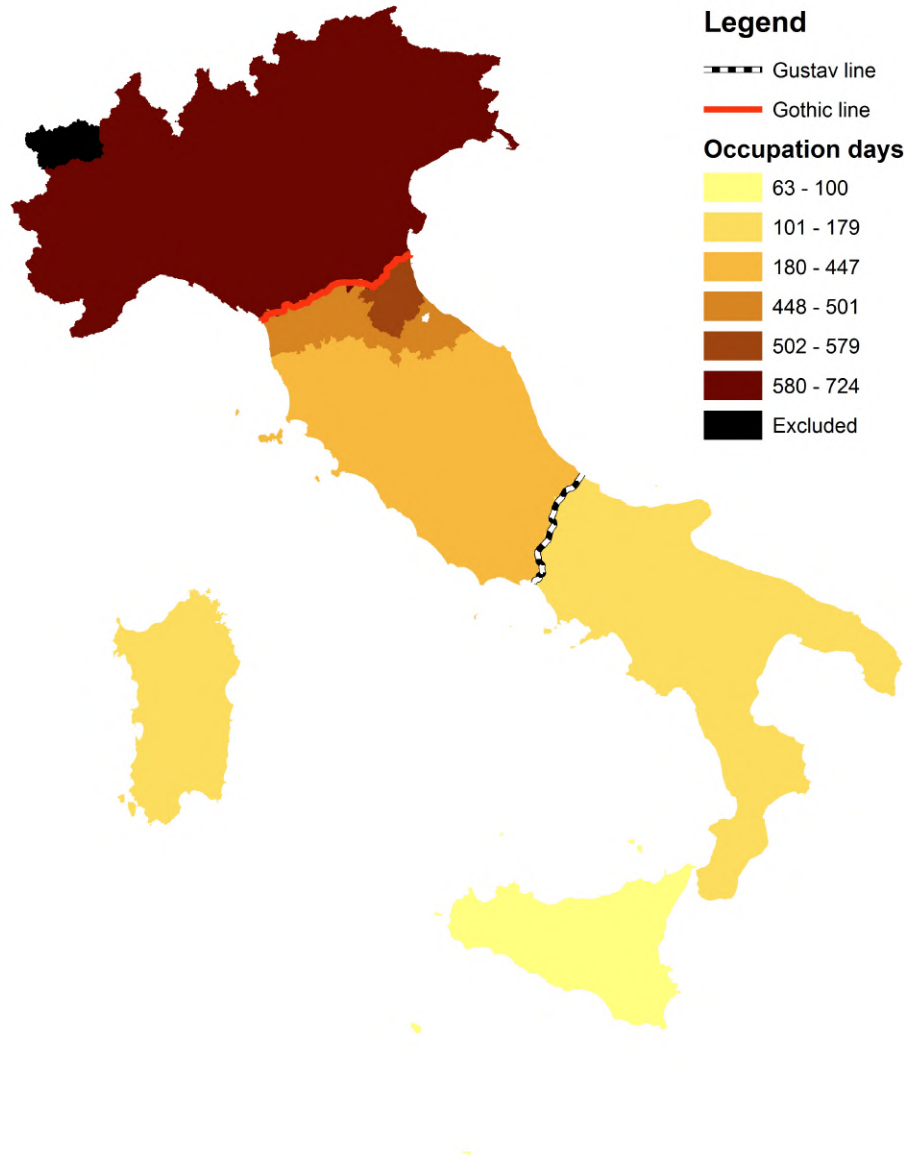 Legend
Gustav line
Gothic line
Occupation days
63 - 100
101 - 179
180 - 447
448 - 501
502 - 579
580 - 724
Excluded